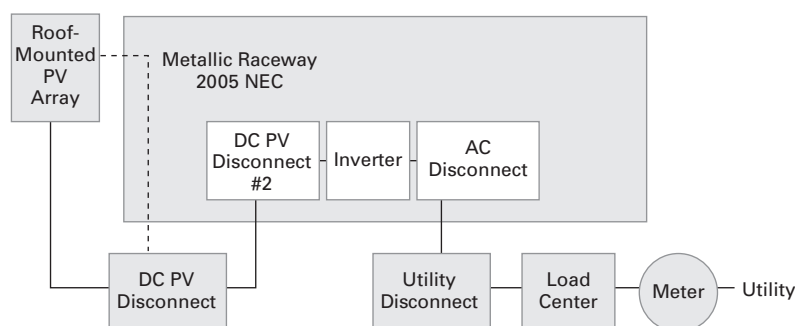 Roof-
Mounted
PV
Array
Metallic Raceway
2005 NEC
DC PV
Disconnect
#2
Inverter
AC
Disconnect
DC PV
Disconnect
Utility
Disconnect
Load
Center
Meter
Utility